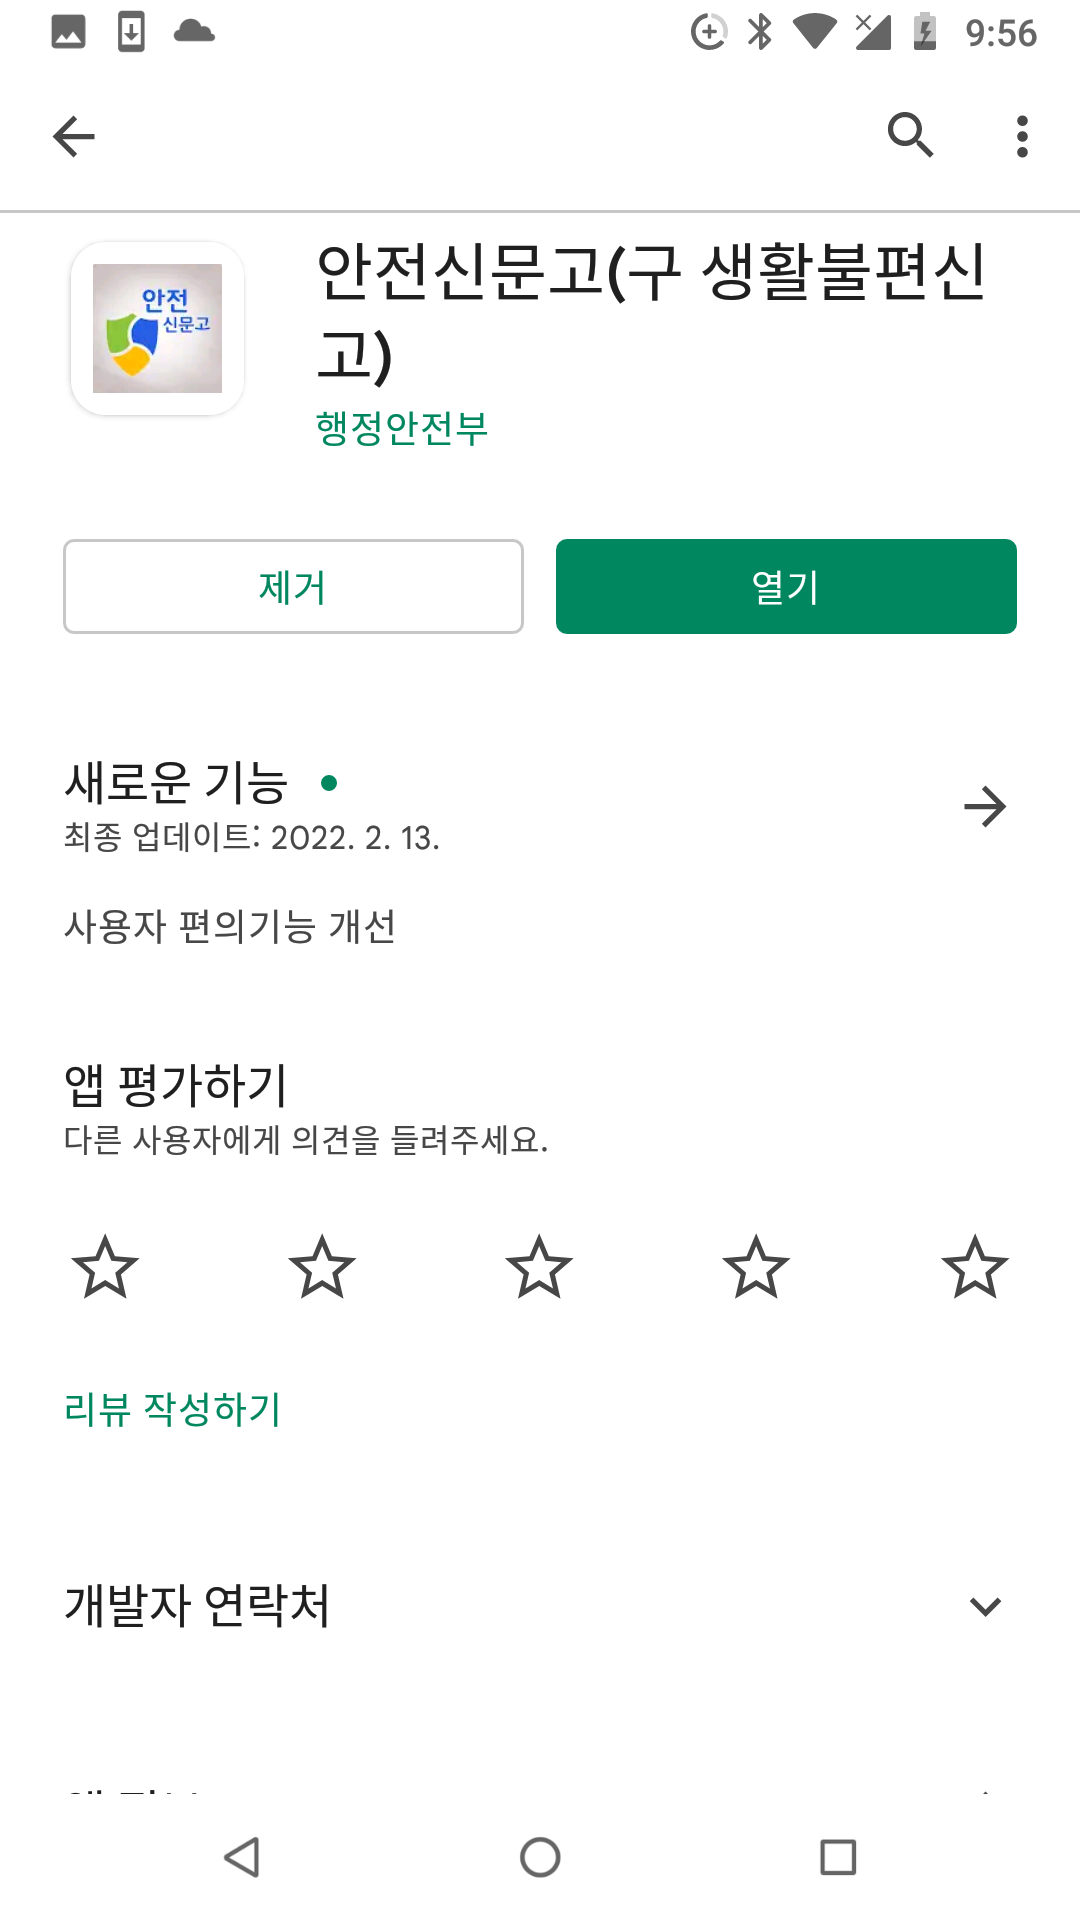 9:56
안전신문고(구 생활불편신
고)
안전
신문고
행정안전부
제거
열기
새로운 기능
최종 업데이트: 2022. 2. 13.
사용자 편의기능 개선
앱 평가하기
다른 사용자에게 의견을 들려주세요.
리뷰 작성하기
개발자 연락처